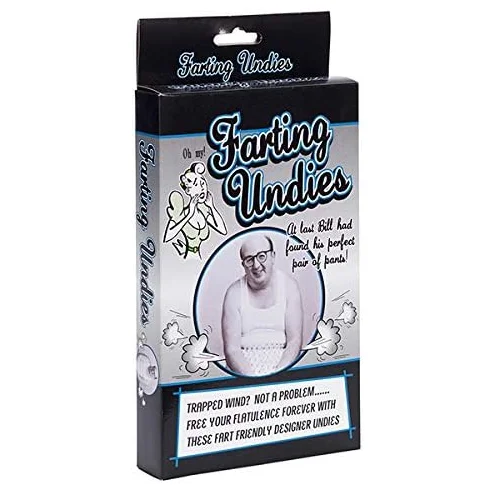 Farting Undies
Oh my!
Farting
Undies
At last Bill had
found his perfect
pair of pants!
TRAPPED WIND? NOT A PROBLEM......
FREE YOUR FLATULENCE FOREVER WITH
THESE FART FRIENDLY DESIGNER UNDIES
Farting Undies